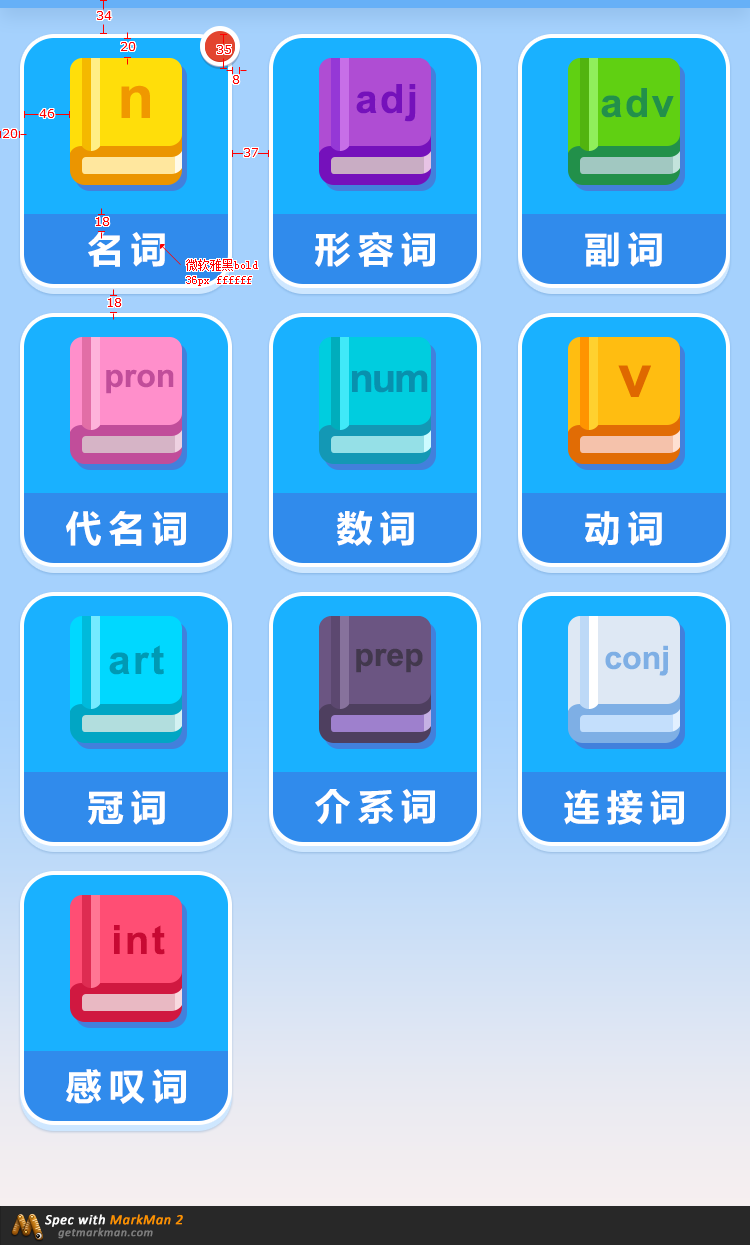 34
20
35
8
46
20
37
n
adj
adv
18
名词
形容词
副词
微软雅黑bold
36px ffffff
18
pron
num
v
代名词
数词
动词
art
prep
conj
冠词
介系词
连接词
int
感叹词
Spec with MarkMan 2
getmarkman.com